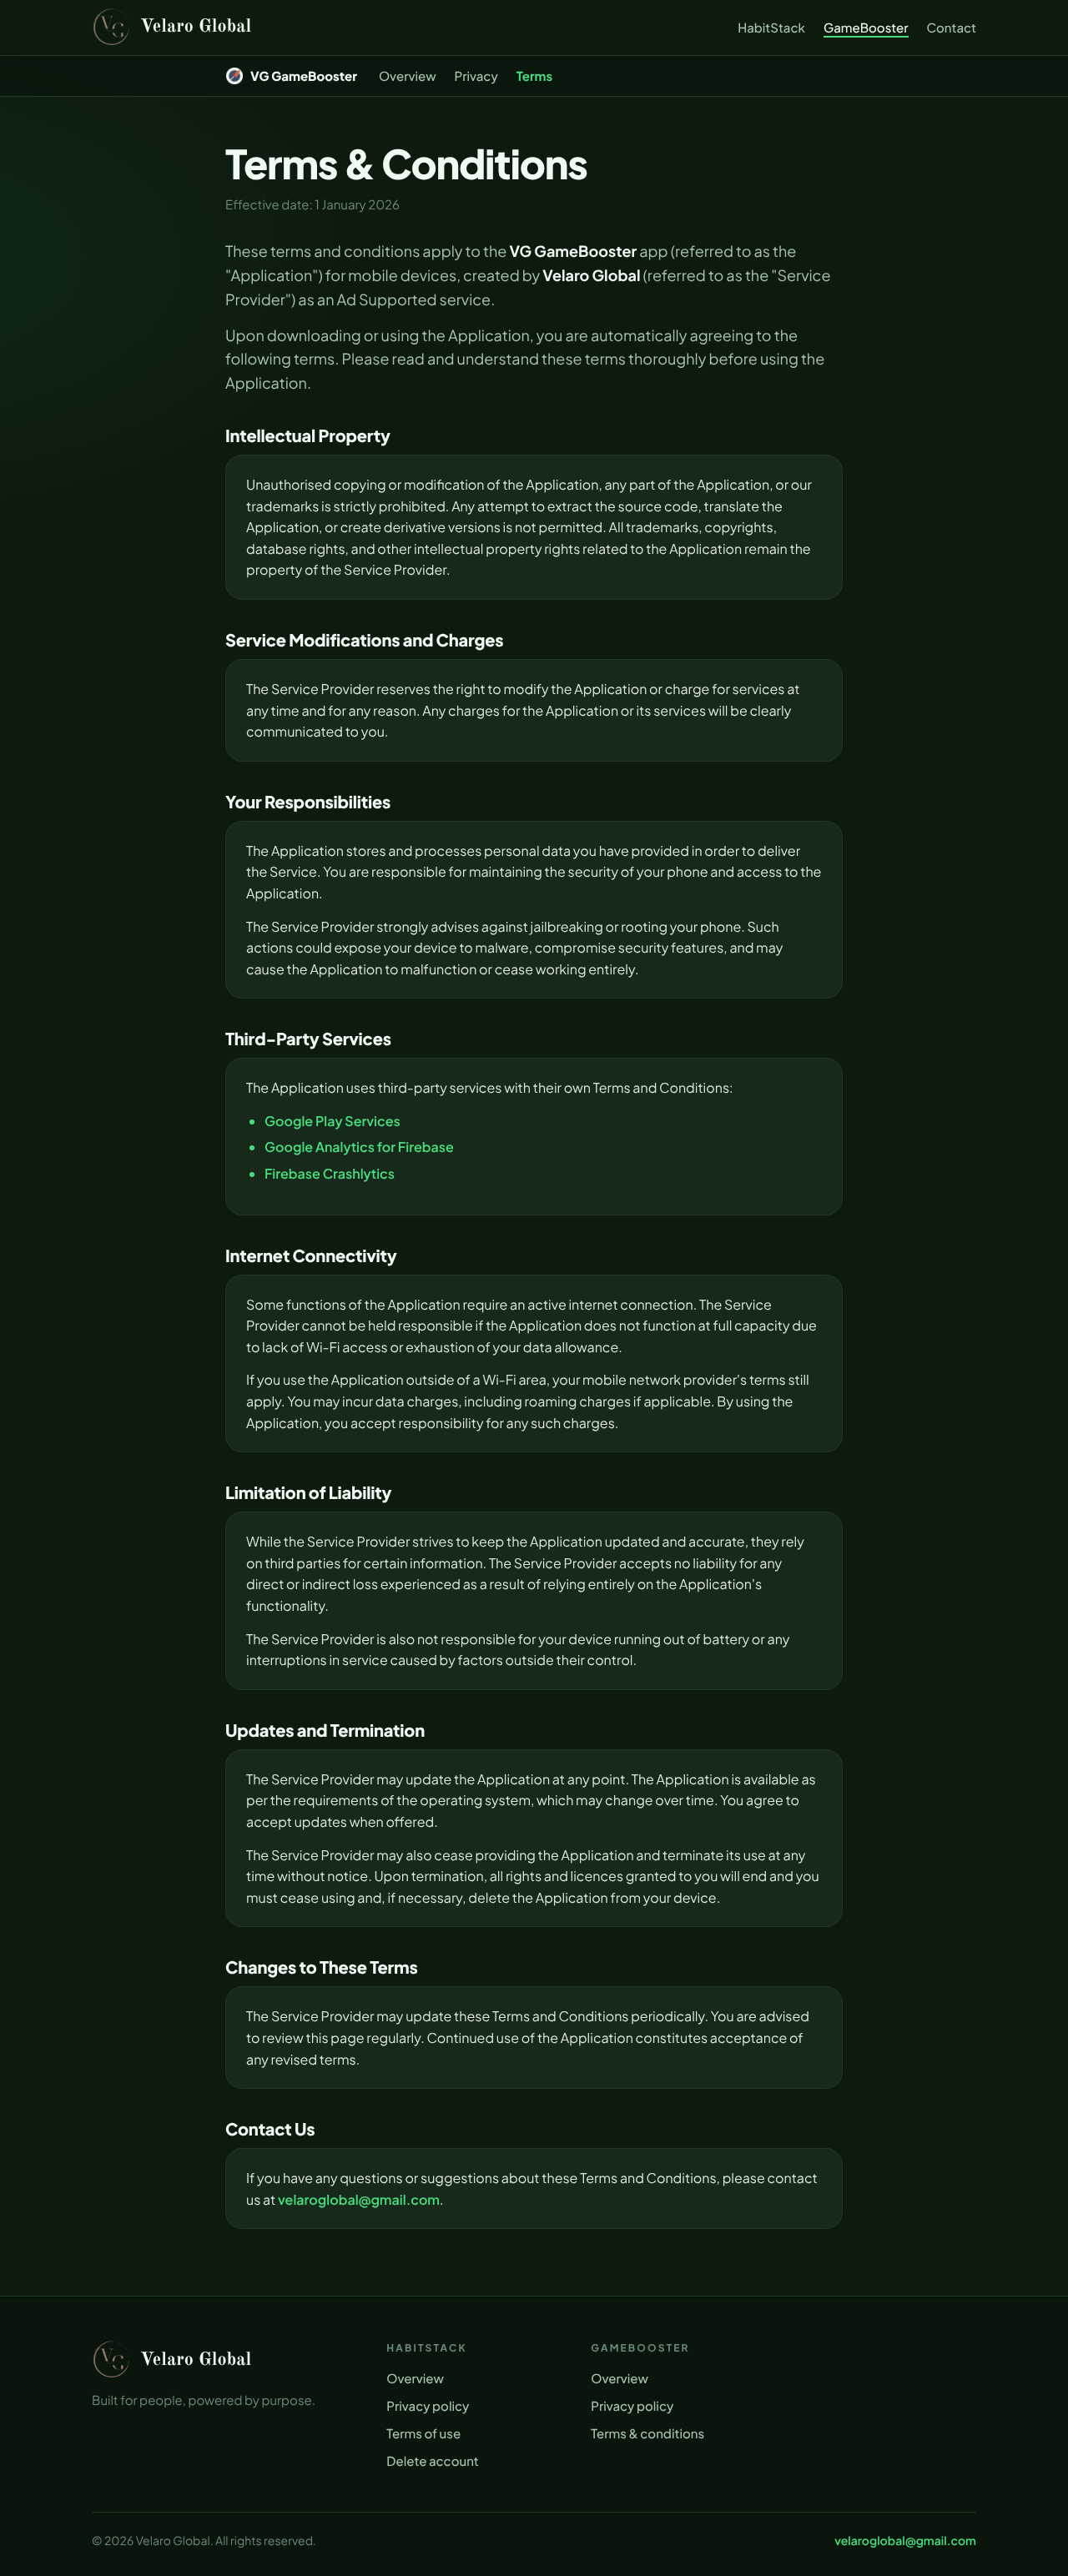 VG Velaro Global
HabitStack GameBooster Contact
VG GameBooster Overview Privacy Terms
Terms & Conditions
Effective date: 1 January 2026
These terms and conditions apply to the VG GameBooster app (referred to as the
"Application") for mobile devices, created by Velaro Global (referred to as the "Service
Provider") as an Ad Supported service.
Upon downloading or using the Application, you are automatically agreeing to the
following terms. Please read and understand these terms thoroughly before using the
Application.
Intellectual Property
Unauthorised copying or modification of the Application, any part of the Application, or our
trademarks is strictly prohibited. Any attempt to extract the source code, translate the
Application, or create derivative versions is not permitted. All trademarks, copyrights,
database rights, and other intellectual property rights related to the Application remain the
property of the Service Provider.
Service Modifications and Charges
The Service Provider reserves the right to modify the Application or charge for services at
any time and for any reason. Any charges for the Application or its services will be clearly
communicated to you.
Your Responsibilities
The Application stores and processes personal data you have provided in order to deliver
the Service. You are responsible for maintaining the security of your phone and access to the
Application.
The Service Provider strongly advises against jailbreaking or rooting your phone. Such
actions could expose your device to malware, compromise security features, and may
cause the Application to malfunction or cease working entirely.
Third-Party Services
The Application uses third-party services with their own Terms and Conditions:
• Google Play Services
• Google Analytics for Firebase
• Firebase Crashlytics
Internet Connectivity
Some functions of the Application require an active internet connection. The Service
Provider cannot be held responsible if the Application does not function at full capacity due
to lack of Wi-Fi access or exhaustion of your data allowance.
If you use the Application outside of a Wi-Fi area, your mobile network provider's terms still
apply. You may incur data charges, including roaming charges if applicable. By using the
Application, you accept responsibility for any such charges.
Limitation of Liability
While the Service Provider strives to keep the Application updated and accurate, they rely
on third parties for certain information. The Service Provider accepts no liability for any
direct or indirect loss experienced as a result of relying entirely on the Application's
functionality.
The Service Provider is also not responsible for your device running out of battery or any
interruptions in service caused by factors outside their control.
Updates and Termination
The Service Provider may update the Application at any point. The Application is available as
per the requirements of the operating system, which may change over time. You agree to
accept updates when offered.
The Service Provider may also cease providing the Application and terminate its use at any
time without notice. Upon termination, all rights and licences granted to you will end and you
must cease using and, if necessary, delete the Application from your device.
Changes to These Terms
The Service Provider may update these Terms and Conditions periodically. You are advised
to review this page regularly. Continued use of the Application constitutes acceptance of
any revised terms.
Contact Us
If you have any questions or suggestions about these Terms and Conditions, please contact
us at velaroglobal@gmail.com.
VG Velaro Global
Built for people, powered by purpose.
HABITSTACK
Overview
Privacy policy
Terms of use
Delete account
GAMEBOOSTER
Overview
Privacy policy
Terms & conditions
© 2026 Velaro Global. All rights reserved.
velaroglobal@gmail.com